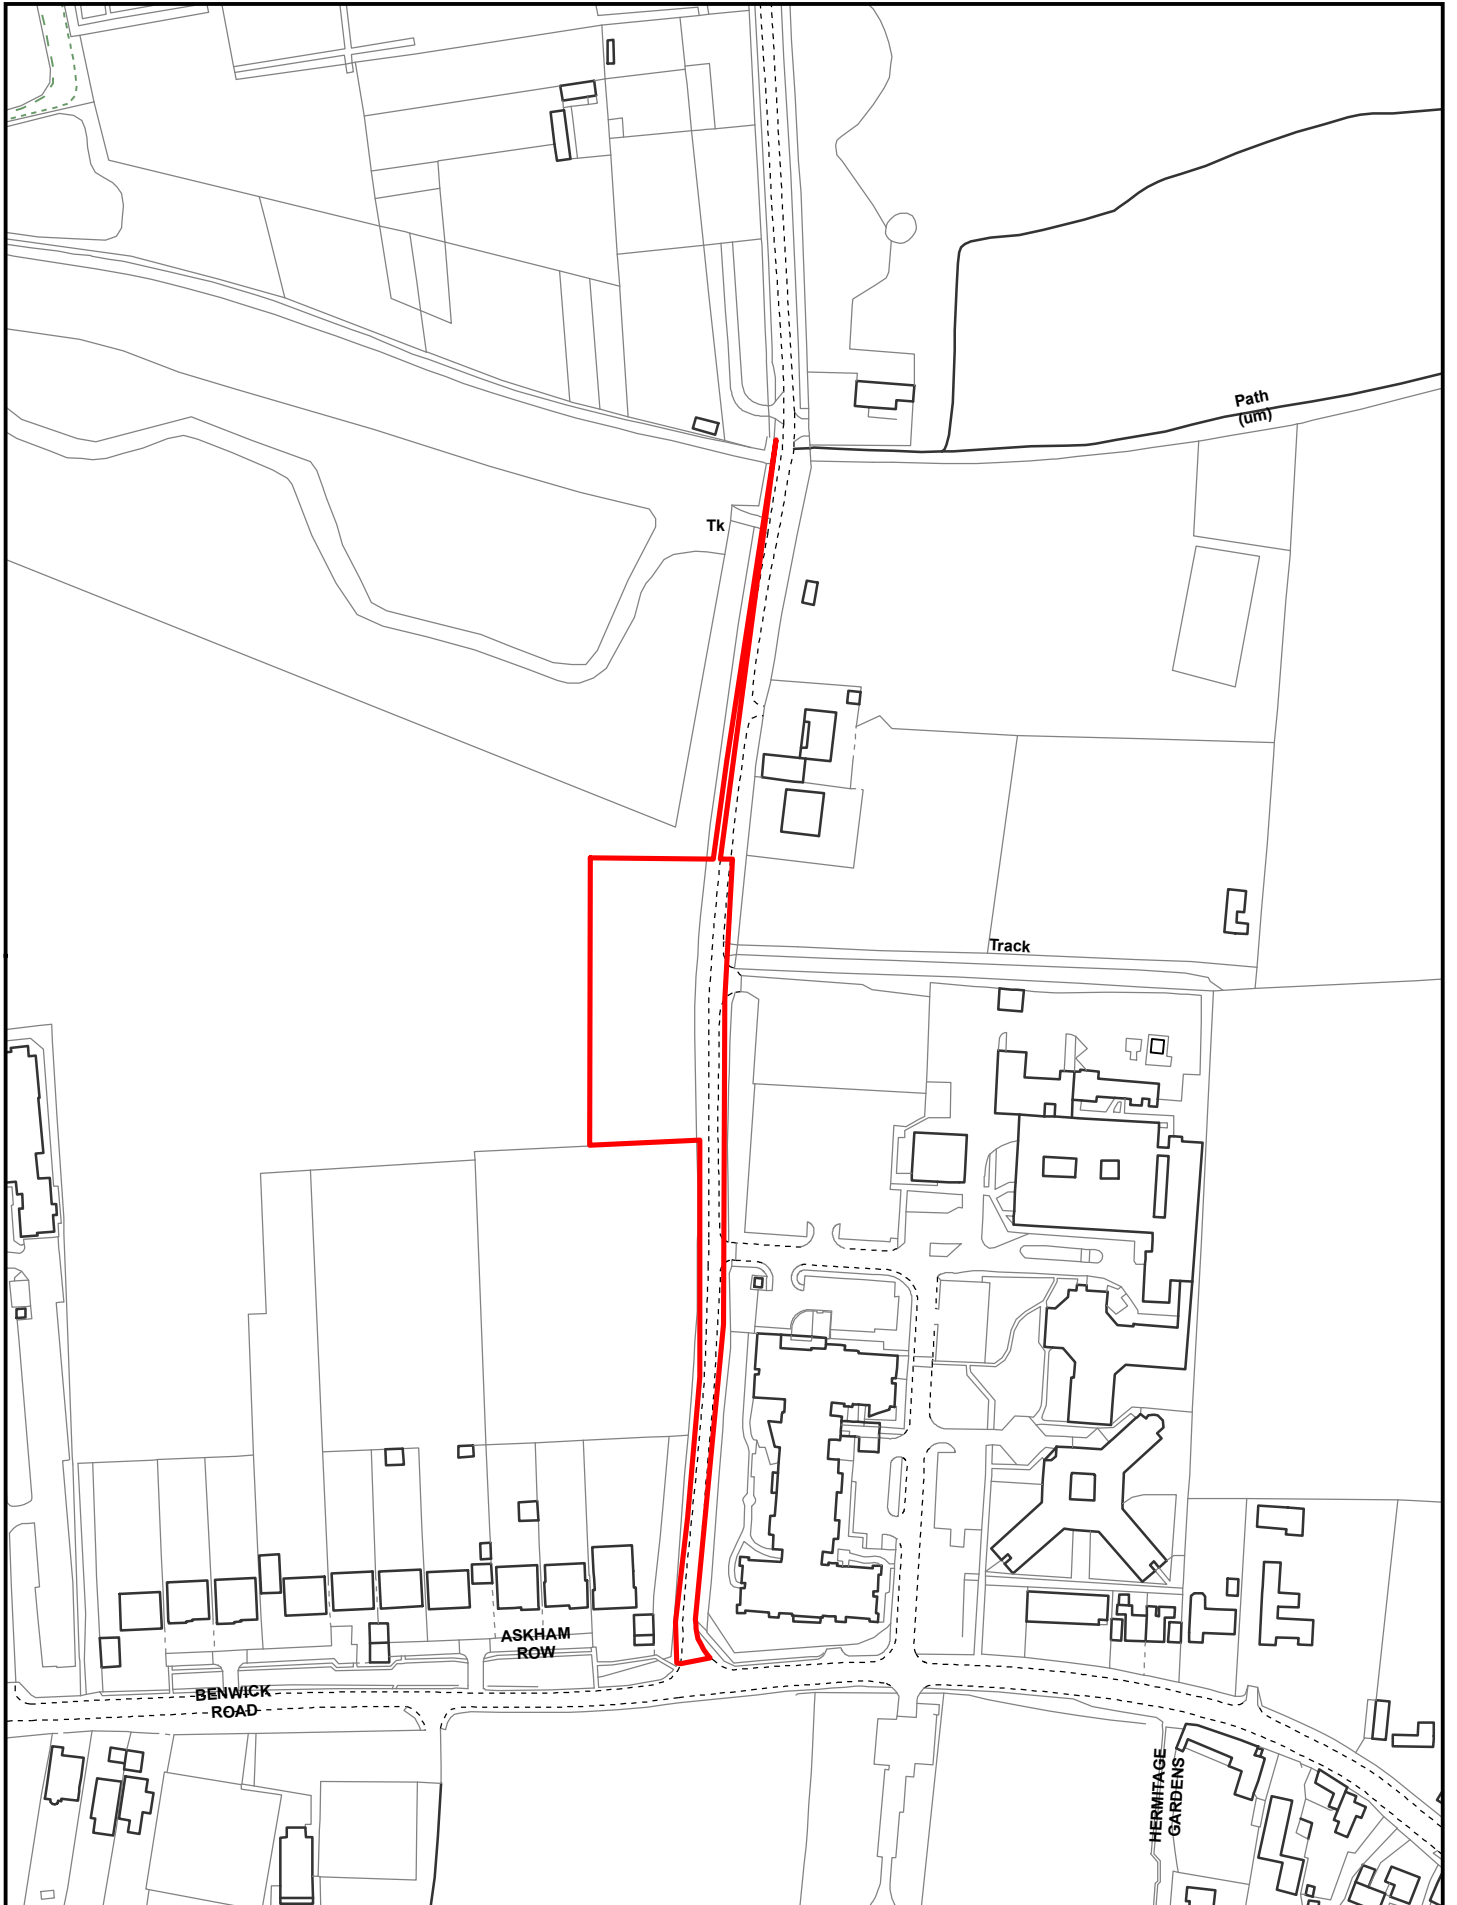 Path
(um)
Tk
Track
ASKHAM
ROW
BENWICK
ROAD
HERMITAGE
GARDENS